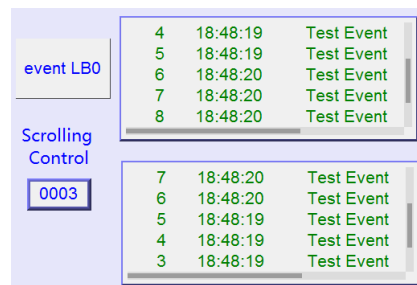 event LB0
Scrolling
Control
0003
4 18:48:19 Test Event
5 18:48:19 Test Event
6 18:48:20 Test Event
7 18:48:20 Test Event
8 18:48:20 Test Event
7 18:48:20 Test Event
6 18:48:20 Test Event
5 18:48:19 Test Event
4 18:48:19 Test Event
3 18:48:19 Test Event